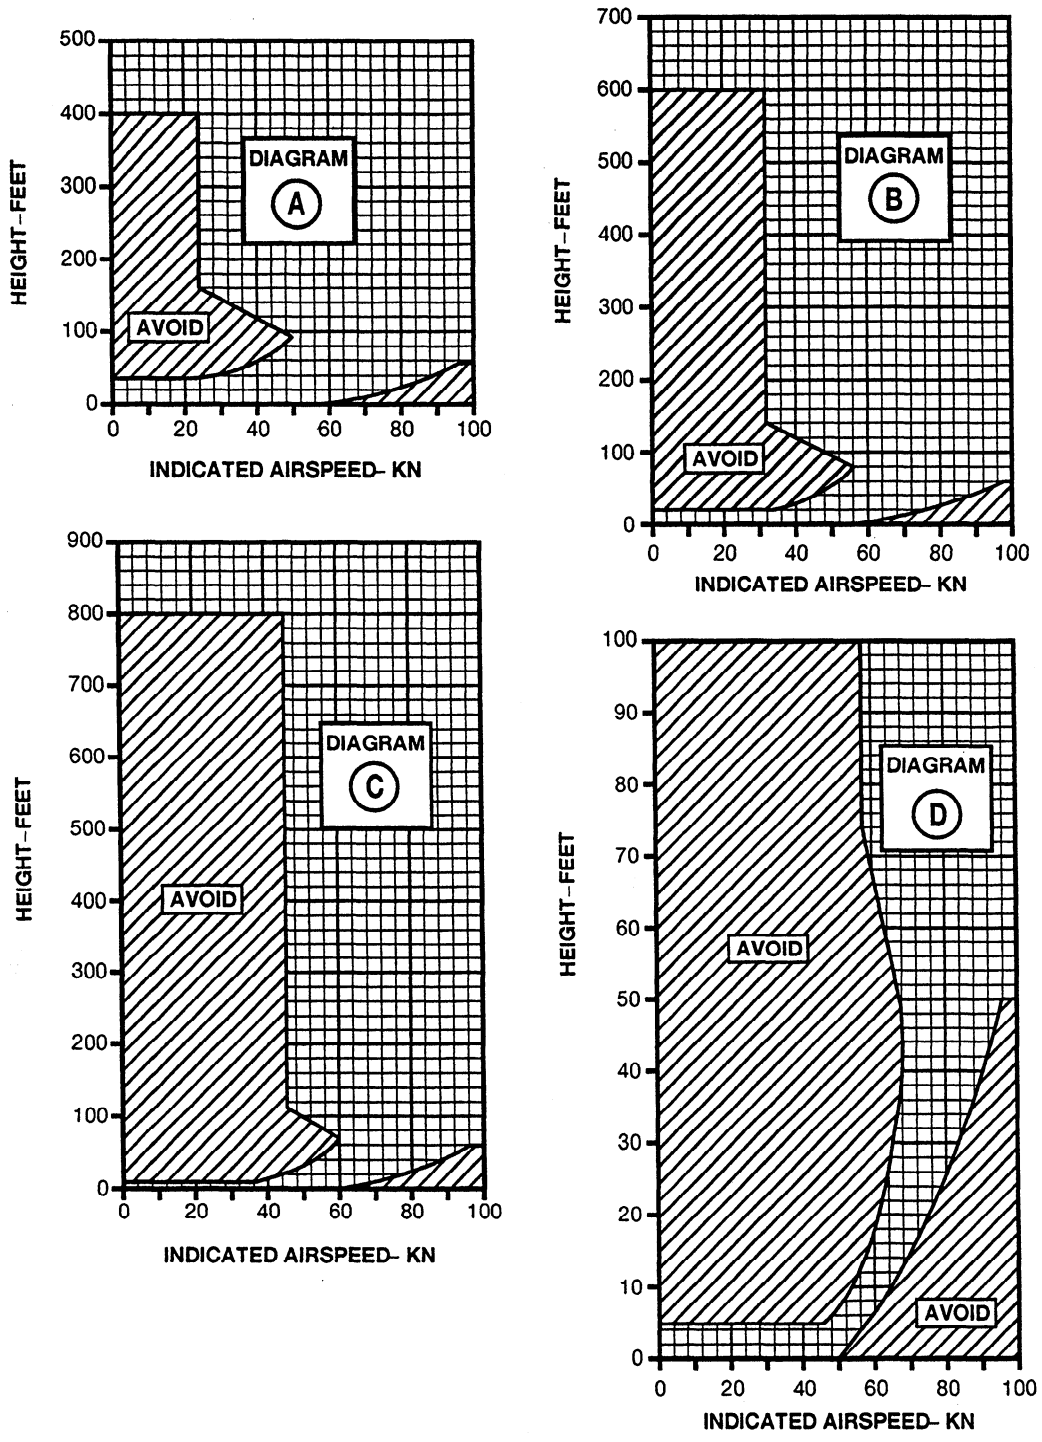 500
400
300
200
100
0
HEIGHT–FEET
DIAGRAM
A
AVOID
0 20 40 60 80 100
INDICATED AIRSPEED– KN
700
600
500
400
300
200
100
0
HEIGHT–FEET
DIAGRAM
B
AVOID
0 20 40 60 80 100
INDICATED AIRSPEED– KN
900
800
700
600
500
400
300
200
100
0
HEIGHT–FEET
DIAGRAM
C
AVOID
0 20 40 60 80 100
INDICATED AIRSPEED– KN
100
90
80
70
60
50
40
30
20
10
0
HEIGHT–FEET
DIAGRAM
D
AVOID
AVOID
0 20 40 60 80 100
INDICATED AIRSPEED– KN